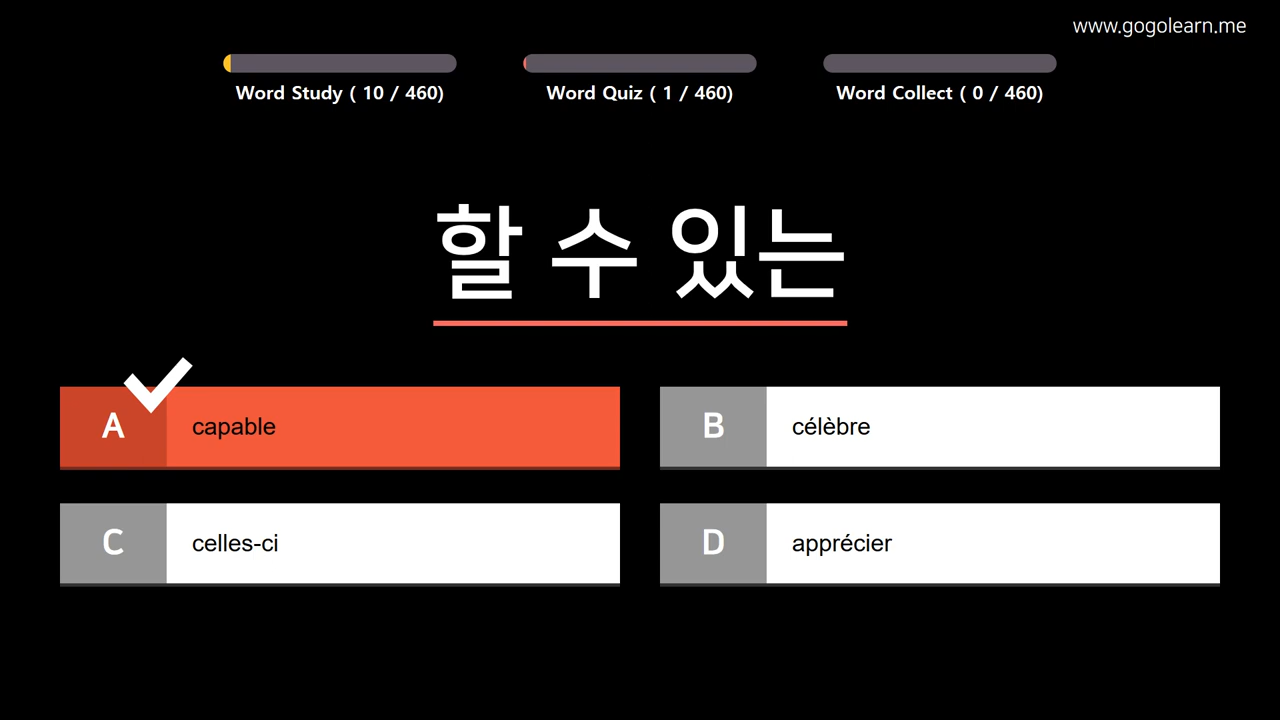 www.gogolearn.me
Word Study ( 10 / 460)
Word Quiz ( 1 / 460)
Word Collect ( 0 / 460)
할 수 있는
A capable
B célèbre
C celles-ci
D apprécier